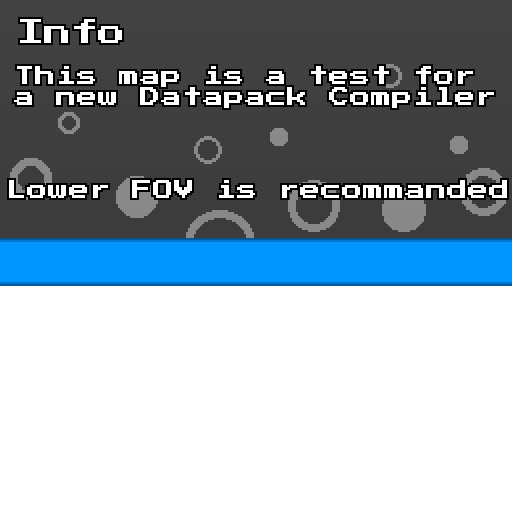 Info
This map is a test for
a new Datapack Compiler
Lower FOV is recommanded